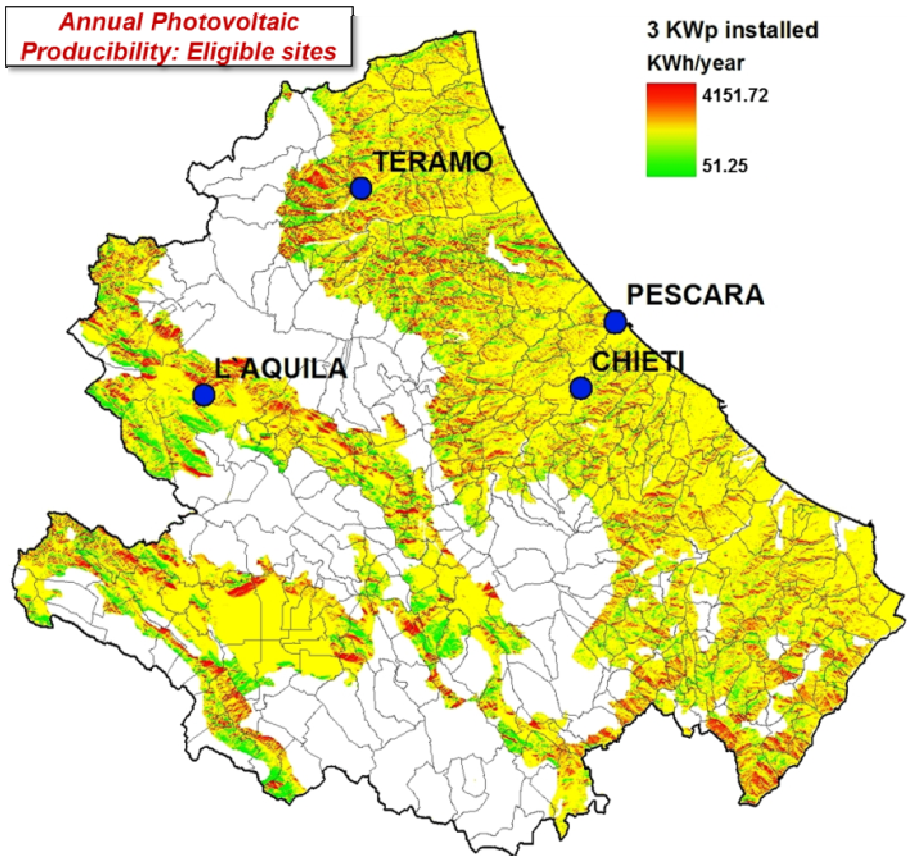 Annual Photovoltaic
Producibility: Eligible sites
3 KWp installed
KWh/year
4151.72
51.25
TERAMO
PESCARA
CHIETI
L`AQUILA